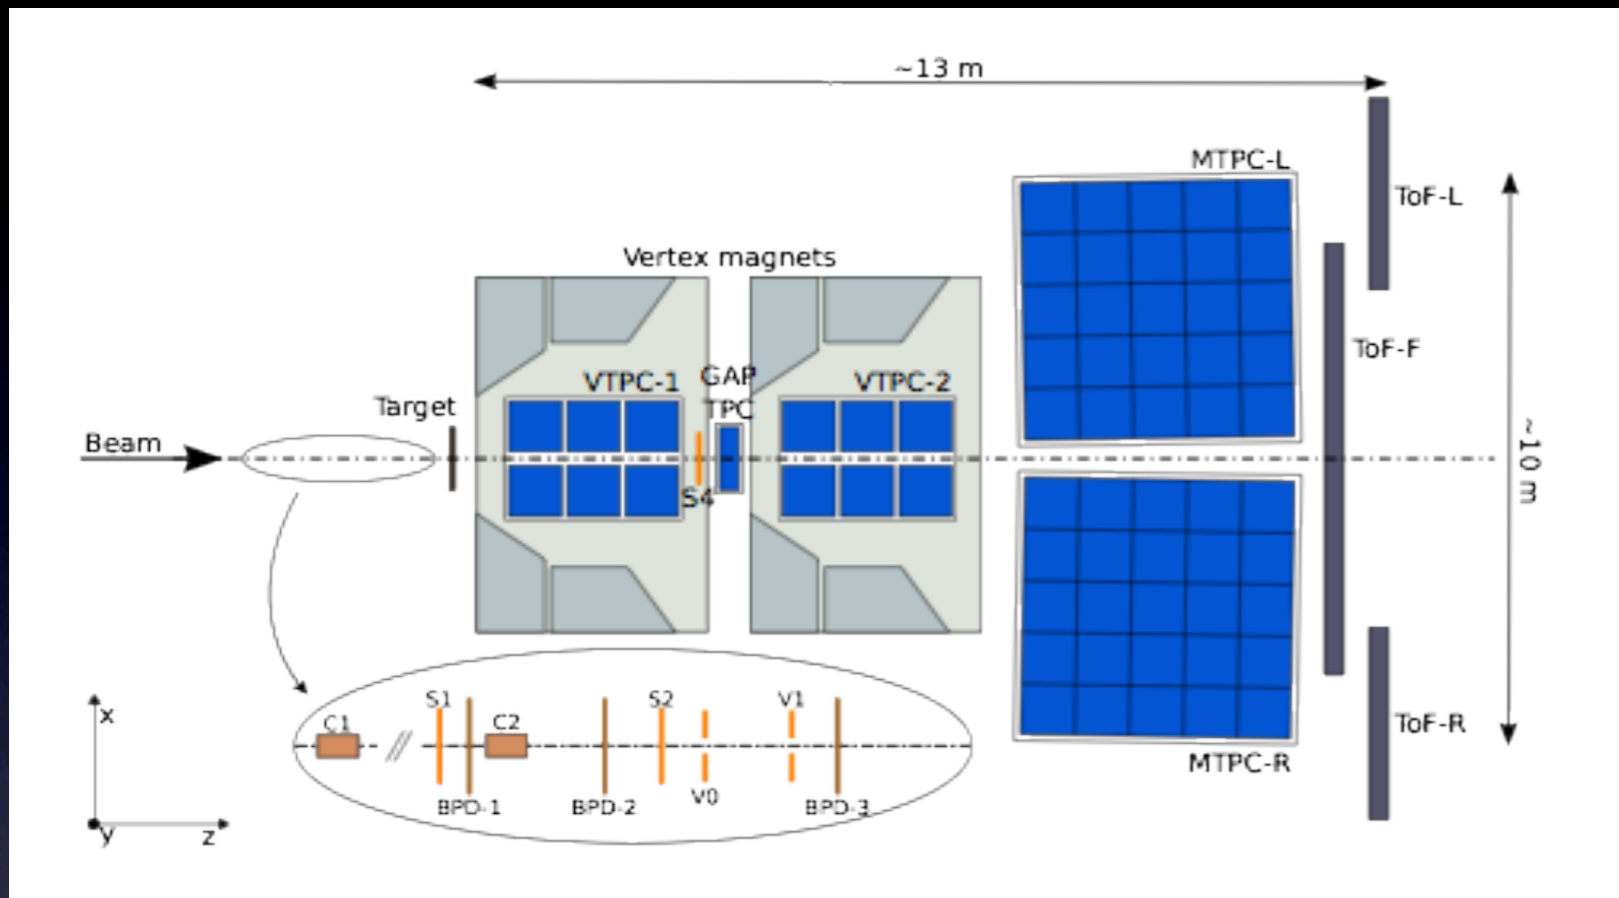 ~13 m
MTPC-L
ToF-L
Vertex magnets
ToF-F
VTPC-1
GAP
TPC
VTPC-2
Target
Beam
S4
~10 m
S1
S2
V1
C1
C2
ToF-R
x
MTPC-R
V0
BPD-1
BPD-2
BPD-3
y
z